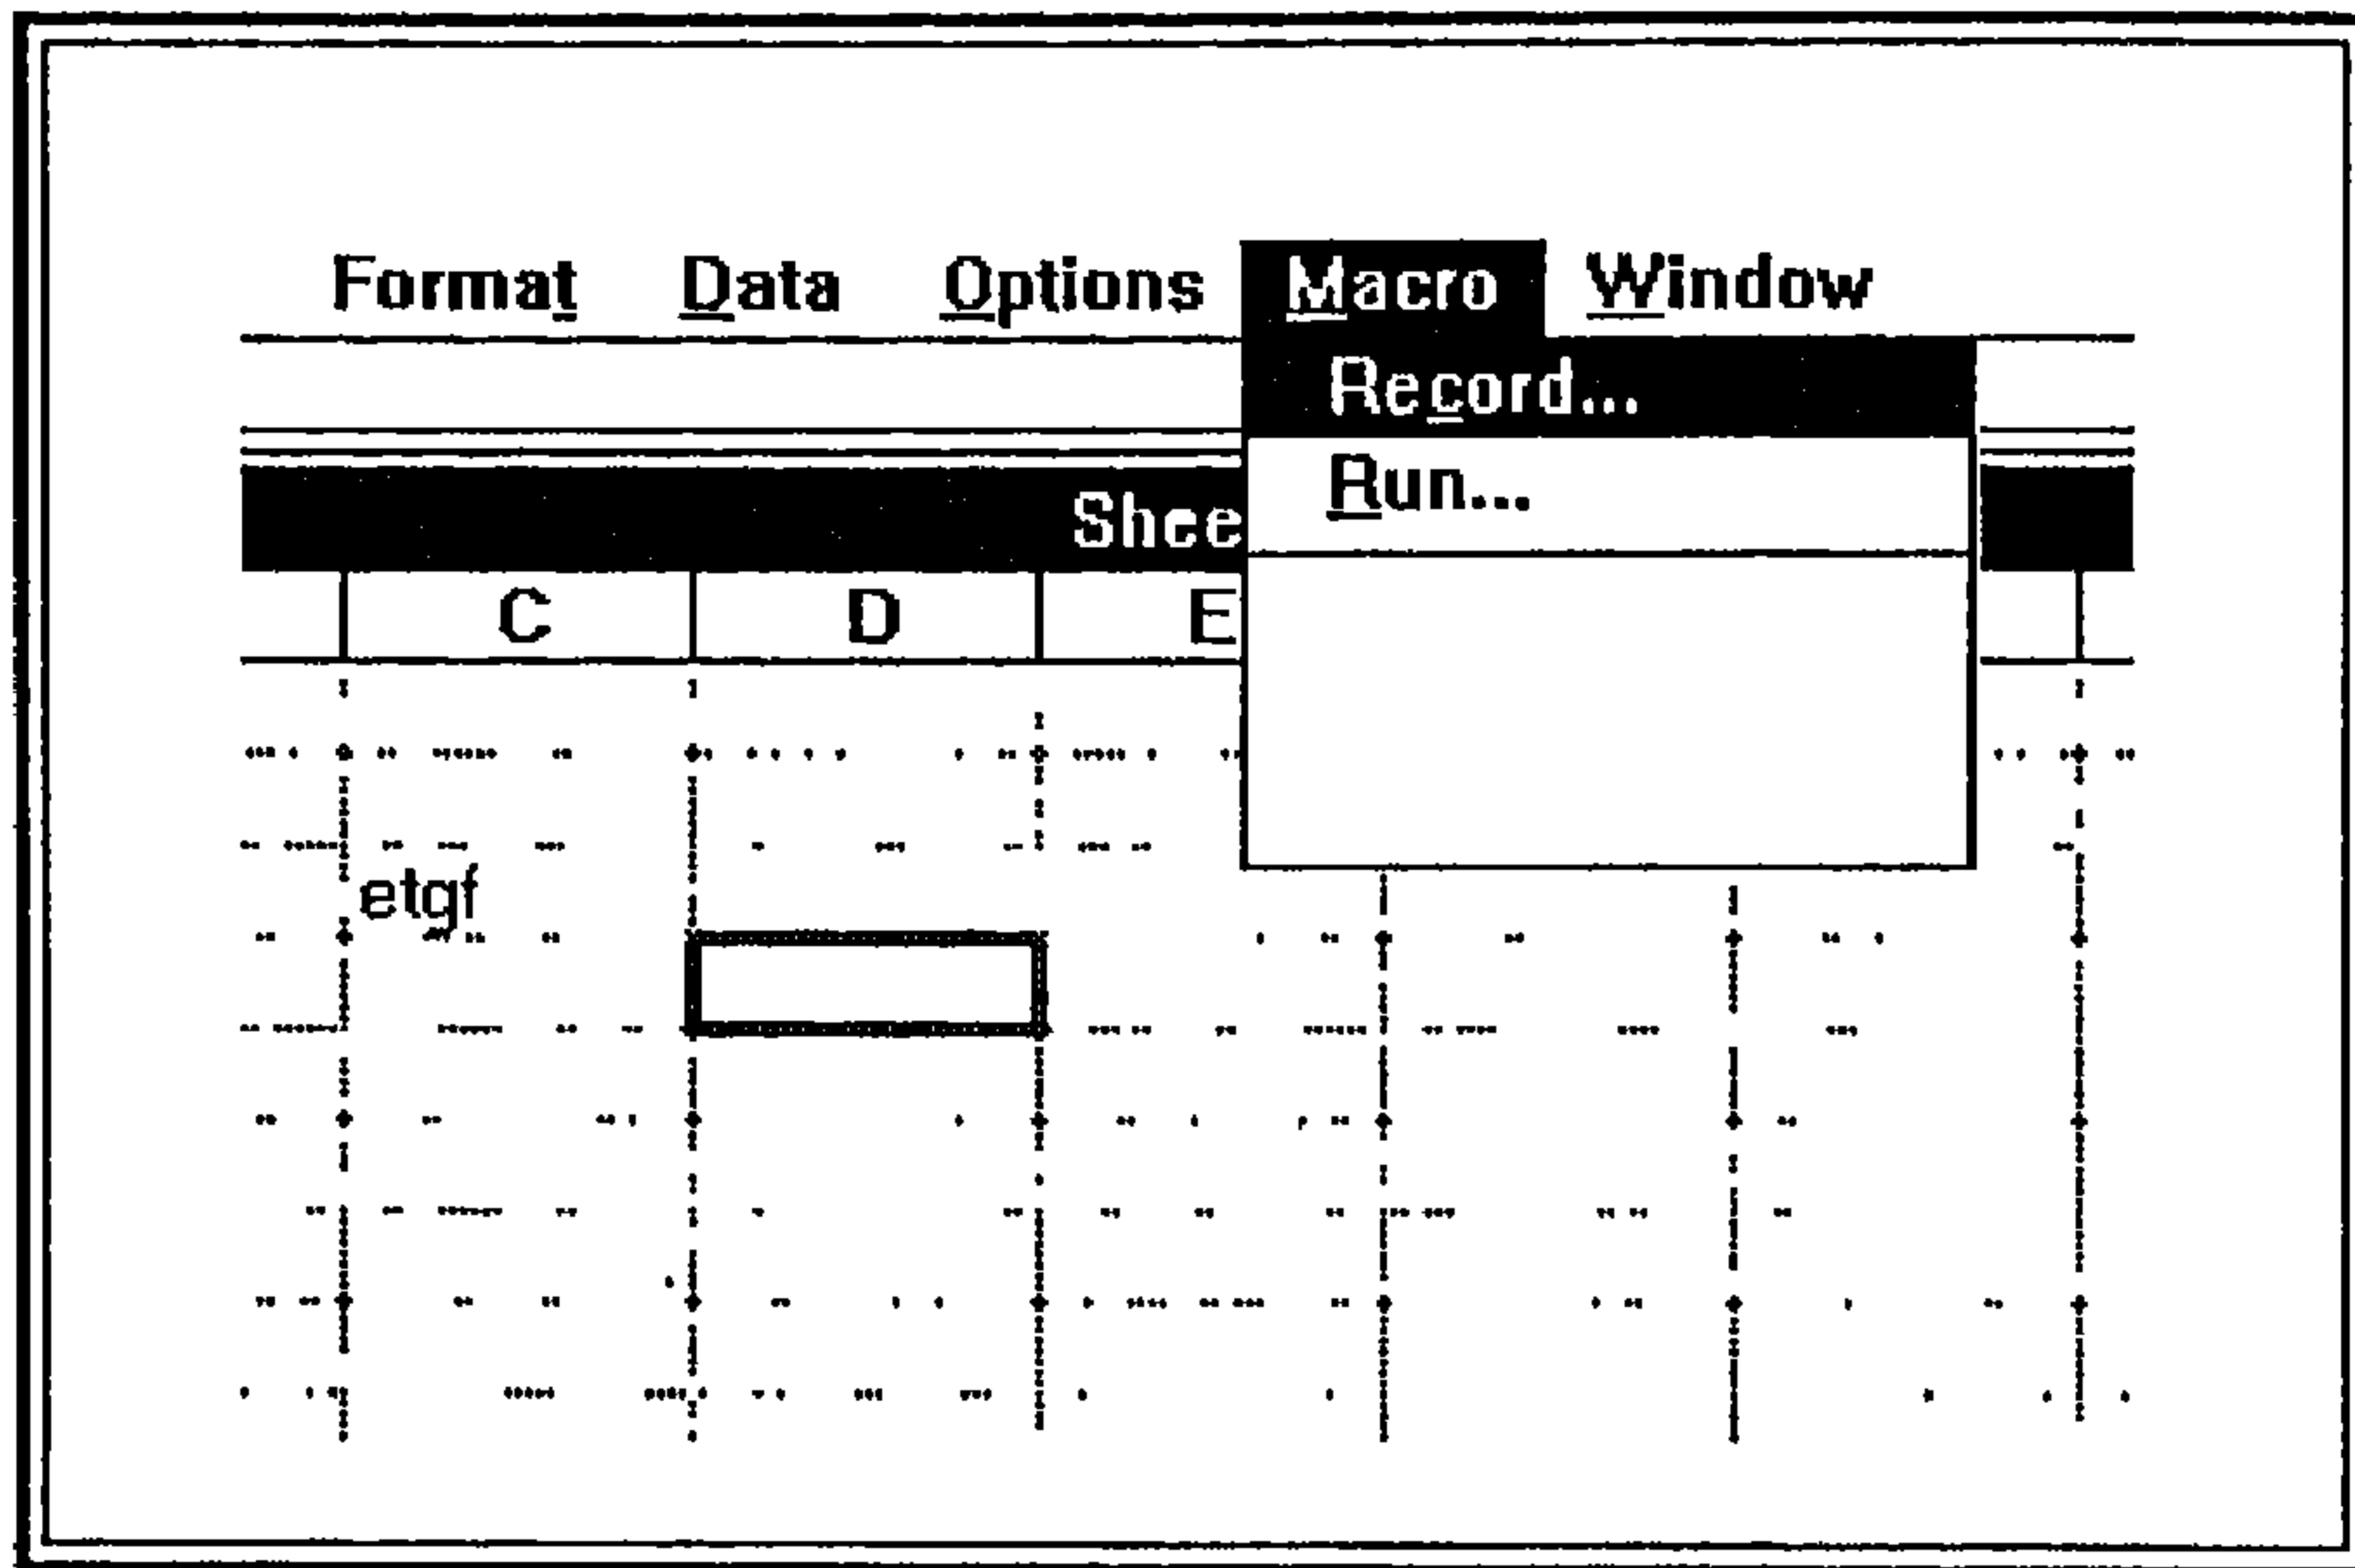 Format Data Options Macro Window
Record...
Run...
Shee
C D E
etgf